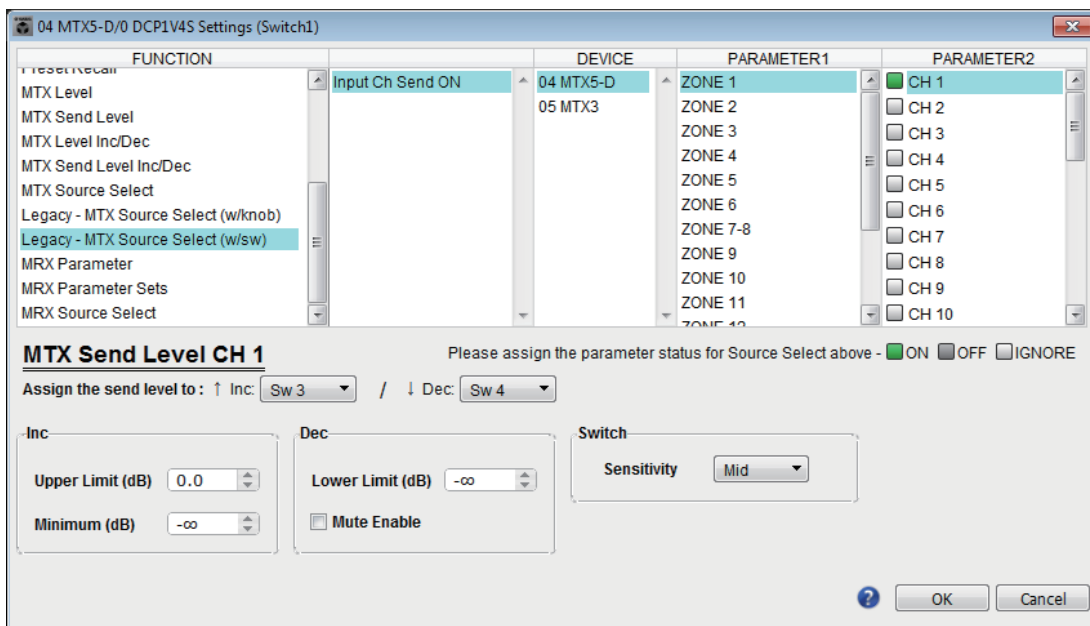 04 MTX5-D/0 DCP1V4S Settings (Switch1)
FUNCTION
DEVICE
PARAMETER1
PARAMETER2
Preset Recall
MTX Level
MTX Send Level
MTX Level Inc/Dec
MTX Send Level Inc/Dec
MTX Source Select
Legacy - MTX Source Select (w/knob)
Legacy - MTX Source Select (w/sw)
MRX Parameter
MRX Parameter Sets
MRX Source Select
Input Ch Send ON
04 MTX5-D
05 MTX3
ZONE 1
ZONE 2
ZONE 3
ZONE 4
ZONE 5
ZONE 6
ZONE 7-8
ZONE 9
ZONE 10
ZONE 11
ZONE 12
CH 1
CH 2
CH 3
CH 4
CH 5
CH 6
CH 7
CH 8
CH 9
CH 10
MTX Send Level CH 1
Please assign the parameter status for Source Select above - ON OFF IGNORE
Assign the send level to : ↑ Inc: Sw 3 / ↓ Dec: Sw 4
Inc
Upper Limit (dB) 0.0
Minimum (dB) -∞
Dec
Lower Limit (dB) -∞
Mute Enable
Switch
Sensitivity Mid
? OK Cancel